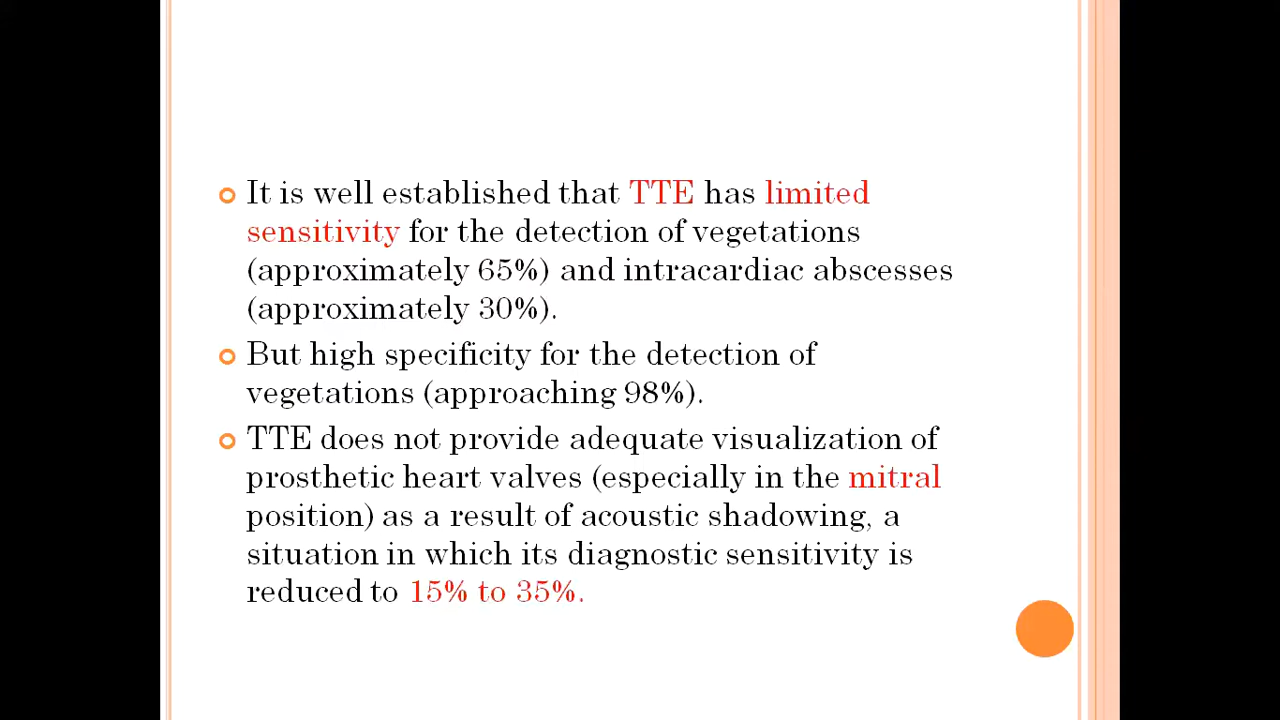 It is well established that TTE has limited
sensitivity for the detection of vegetations
(approximately 65%) and intracardiac abscesses
(approximately 30%).
But high specificity for the detection of
vegetations (approaching 98%).
TTE does not provide adequate visualization of
prosthetic heart valves (especially in the mitral
position) as a result of acoustic shadowing, a
situation in which its diagnostic sensitivity is
reduced to 15% to 35%.